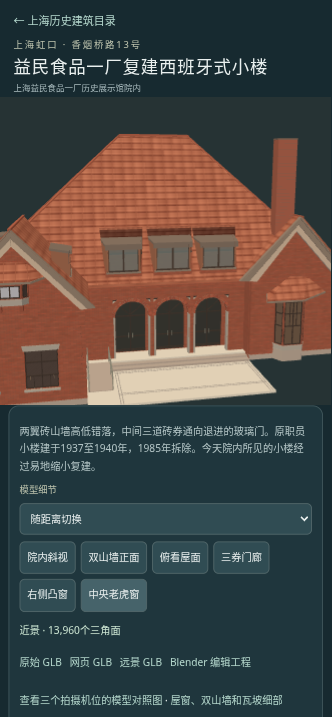 ← 上海历史建筑目录
上海虹口 · 香烟桥路13号
益民食品一厂复建西班牙式小楼
上海益民食品一厂历史展示馆院内
两翼砖山墙高低错落，中间三道砖券通向退进的玻璃门。原职员
小楼建于1937至1940年，1985年拆除。今天院内所见的小楼经
过易地缩小复建。
模型细节
随距离切换
院内斜视 双山墙正面 俯看屋面 三券门廊
右侧凸窗 中央老虎窗
近景 · 13,960个三角面
原始 GLB 网页 GLB 远景 GLB Blender 编辑工程
查看三个拍摄机位的模型对照图 · 屋窗、双山墙和瓦坡细部